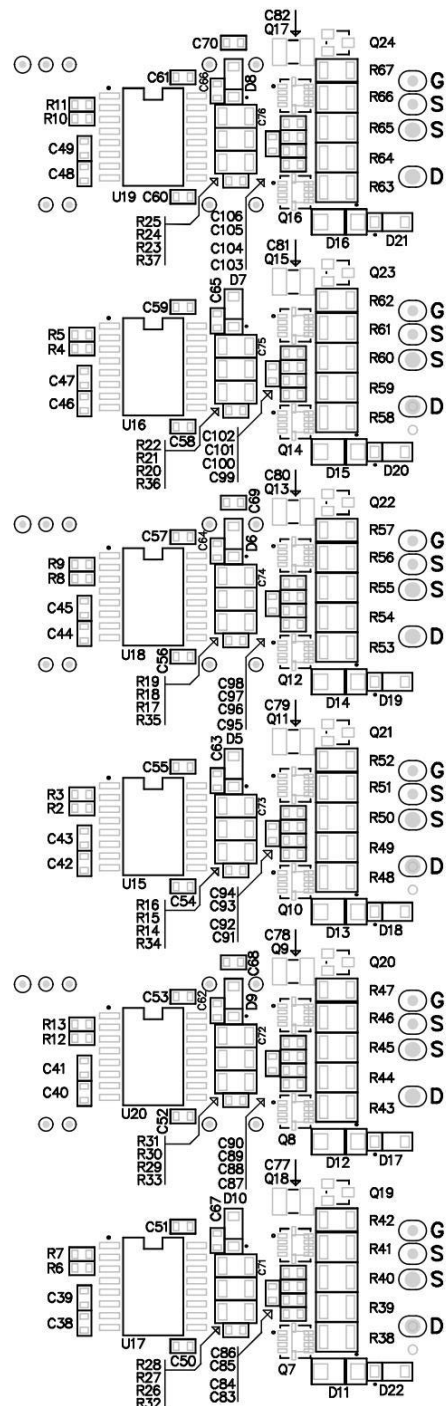 C82
Q17
C70
Q24
C61
C66
D8
R67
G
R11
R10
R66
S
C76
R65
S
C49
C48
R64
R63
D
U19
C60
Q16
D16
D21
R25
R24
R23
R37
C106
C105
C104
C103
C81
Q15
D7
Q23
C65
C59
R62
G
R5
R4
R61
S
C75
R60
S
C47
C46
R59
R58
D
U16
C58
Q14
D15
D20
R22
R21
R20
R36
C102
C101
C100
C99
C80
Q13
C69
Q22
C57
C64
D6
R57
G
R9
R8
R56
S
C74
R55
S
C45
C44
R54
R53
D
U18
C56
Q12
D14
D19
R19
R18
R17
R35
C98
C97
C96
C95
C79
Q11
D5
Q21
C63
C55
R52
G
R3
R2
R51
S
C73
R50
S
C43
C42
R49
R48
D
U15
C54
Q10
D13
D18
R16
R15
R14
R34
C94
C93
C92
C91
C78
Q9
C68
Q20
C53
C62
D9
R47
G
R13
R12
R46
S
C72
R45
S
C41
C40
R44
R43
D
U20
C52
Q8
D12
D17
R31
R30
R29
R33
C90
C89
C88
C87
C77
Q18
D10
Q19
C67
C51
R42
G
R7
R6
R41
S
C71
R40
S
C39
C38
R39
R38
D
U17
C50
Q7
D11
D22
R28
R27
R26
R32
C86
C85
C84
C83